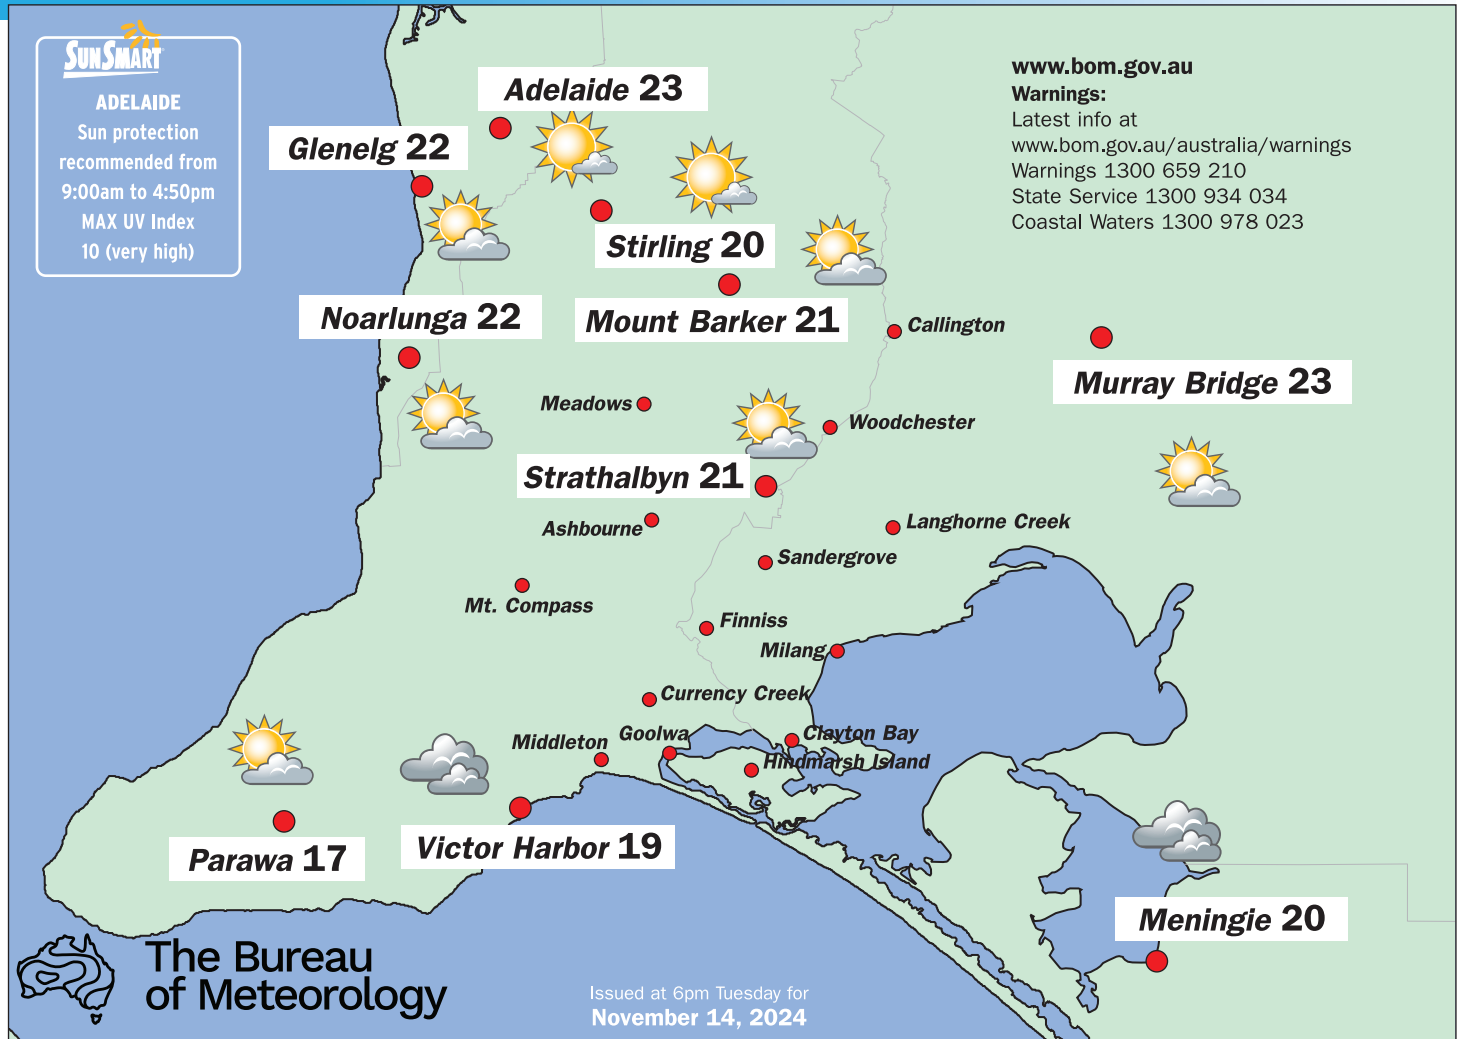 SunSmart
ADELAIDE
Sun protection
recommended from
9:00am to 4:50pm
MAX UV Index
10 (very high)
www.bom.gov.au
Warnings:
Latest info at
www.bom.gov.au/australia/warnings
Warnings 1300 659 210
State Service 1300 934 034
Coastal Waters 1300 978 023
Adelaide 23
Glenelg 22
Stirling 20
Noarlunga 22
Mount Barker 21
Callington
Murray Bridge 23
Meadows
Woodchester
Strathalbyn 21
Ashbourne
Langhorne Creek
Sandergrove
Mt. Compass
Finniss
Milang
Currency Creek
Middleton
Goolwa
Clayton Bay
Hindmarsh Island
Parawa 17
Victor Harbor 19
Meningie 20
The Bureau
of Meteorology
Issued at 6pm Tuesday for
November 14, 2024